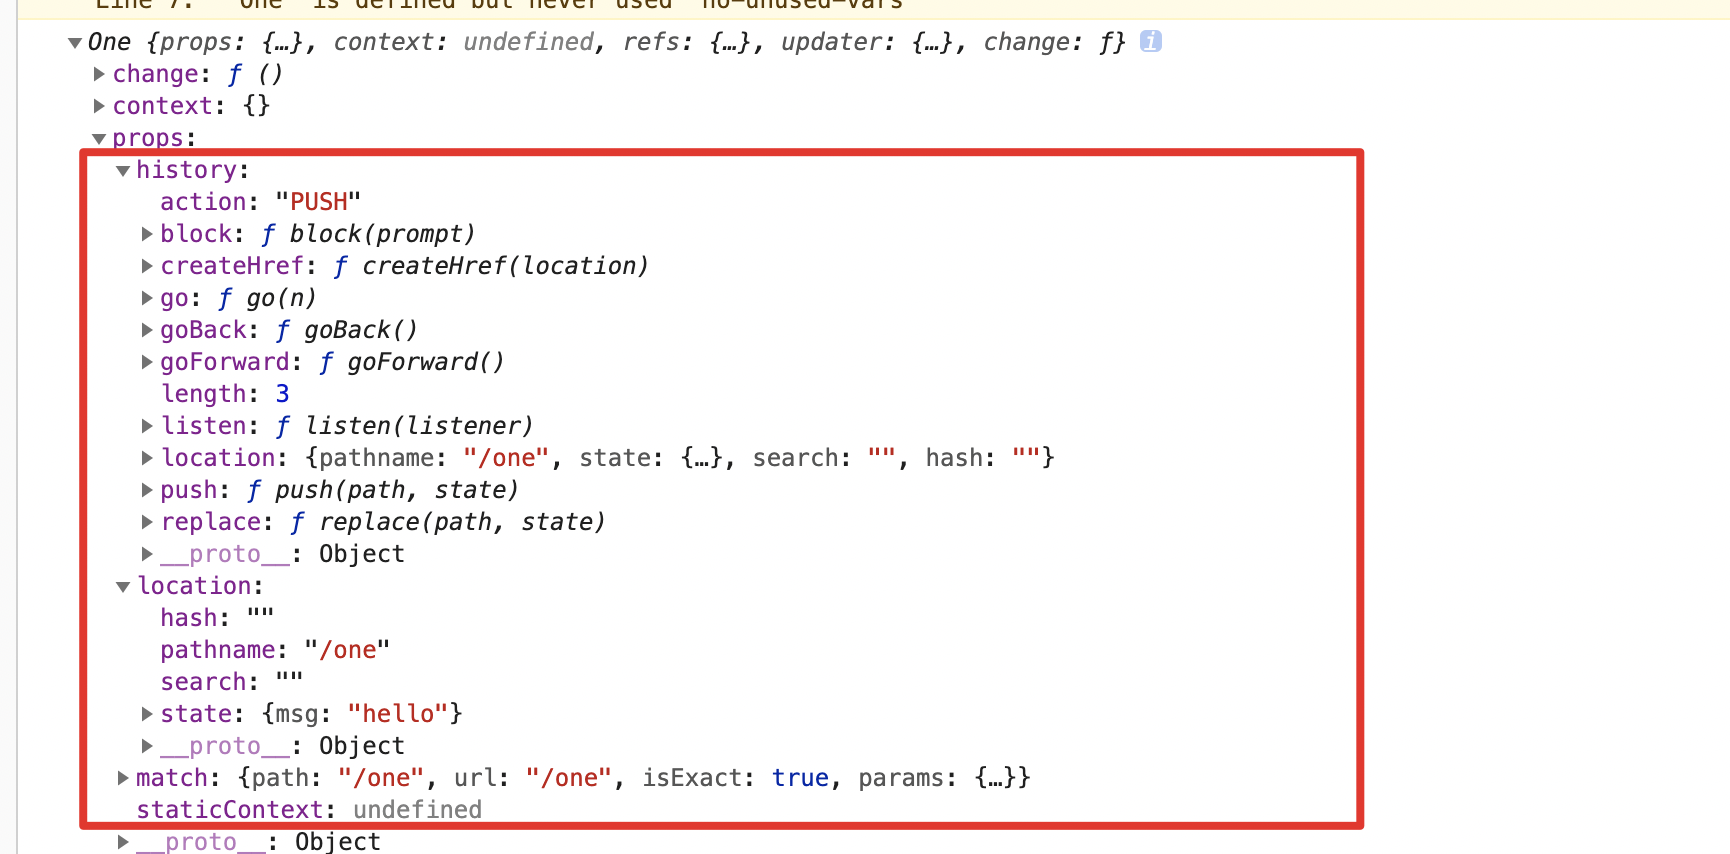 Line 7:  'One' is defined but never used  no-unused-vars
▼One {props: {…}, context: undefined, refs: {…}, updater: {…}, change: ƒ} i
▶change: ƒ ()
▶context: {}
▼props:
▼history:
action: "PUSH"
▶block: ƒ block(prompt)
▶createHref: ƒ createHref(location)
▶go: ƒ go(n)
▶goBack: ƒ goBack()
▶goForward: ƒ goForward()
length: 3
▶listen: ƒ listen(listener)
▶location: {pathname: "/one", state: {…}, search: "", hash: ""}
▶push: ƒ push(path, state)
▶replace: ƒ replace(path, state)
▶__proto__: Object
▼location:
hash: ""
pathname: "/one"
search: ""
▶state: {msg: "hello"}
▶__proto__: Object
▶match: {path: "/one", url: "/one", isExact: true, params: {…}}
staticContext: undefined
▶__proto__: Object